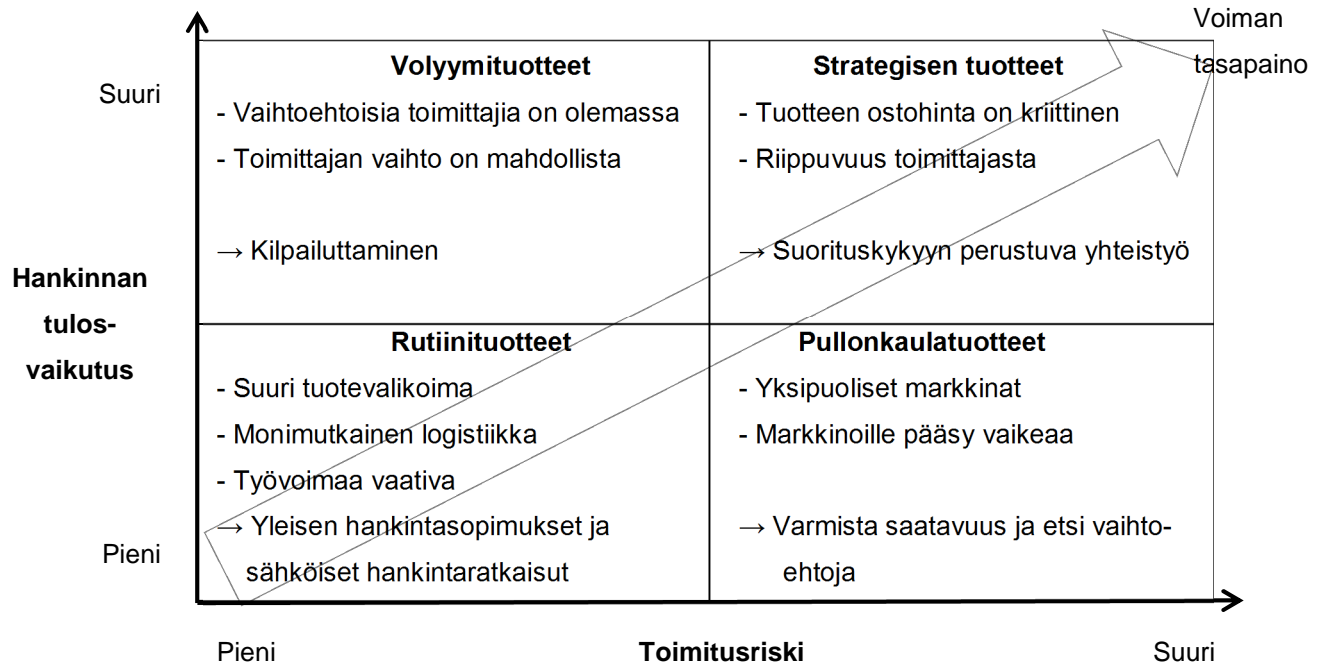 Voiman
tasapaino
Suuri
Volyymituotteet
- Vaihtoehtoisia toimittajia on olemassa
- Toimittajan vaihto on mahdollista
→ Kilpailuttaminen
Strategisen tuotteet
- Tuotteen ostohinta on kriittinen
- Riippuvuus toimittajasta
→ Suorituskykyyn perustuva yhteistyö
Hankinnan
tulos-
vaikutus
Rutiinituotteet
- Suuri tuotevalikoima
- Monimutkainen logistiikka
- Työvoimaa vaativa
→ Yleisen hankintasopimukset ja
sähköiset hankintaratkaisut
Pullonkaulatuotteet
- Yksipuoliset markkinat
- Markkinoille pääsy vaikeaa
→ Varmista saatavuus ja etsi vaihto-
ehtoja
Pieni
Pieni
Toimitusriski
Suuri